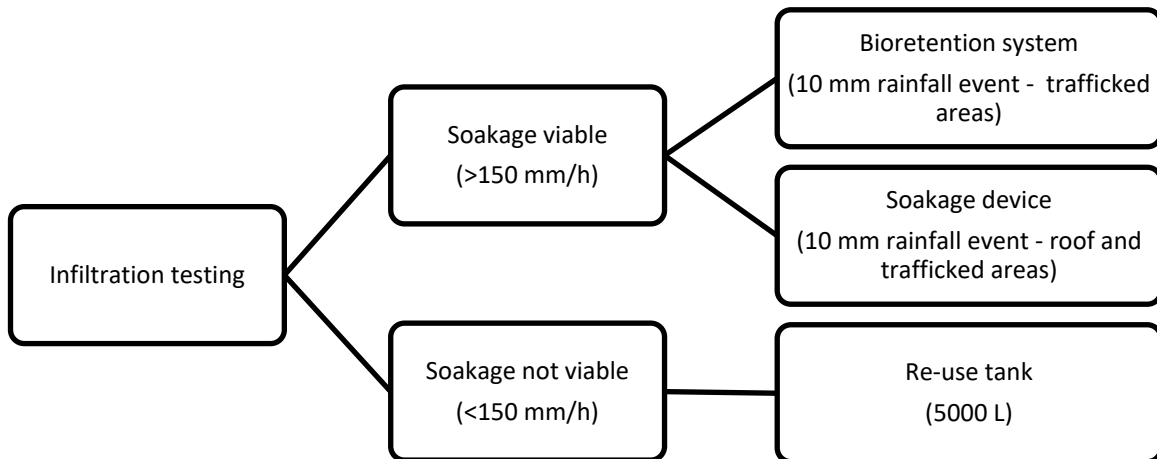 Infiltration testing
Soakage viable
(>150 mm/h)
Bioretention system
(10 mm rainfall event -  trafficked
areas)
Soakage device
(10 mm rainfall event - roof and
trafficked areas)
Soakage not viable
(<150 mm/h)
Re-use tank
(5000 L)